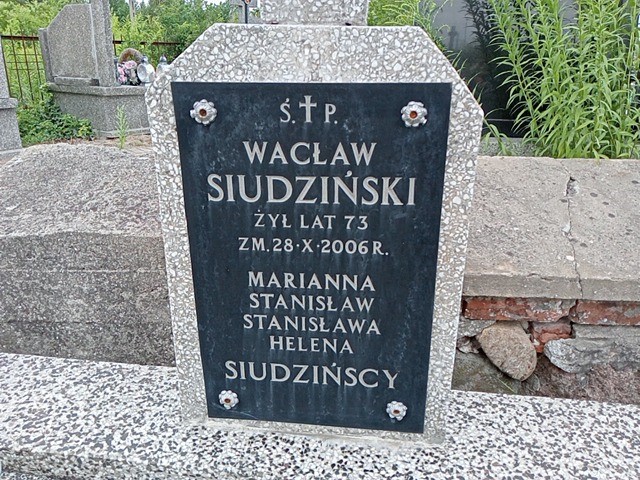 Ś.✝P.
WACŁAW
SIUDZIŃSKI
ŻYŁ LAT 73
ZM. 28·X·2006 R.
MARIANNA
STANISŁAW
STANISŁAWA
HELENA
SIUDZIŃSCY